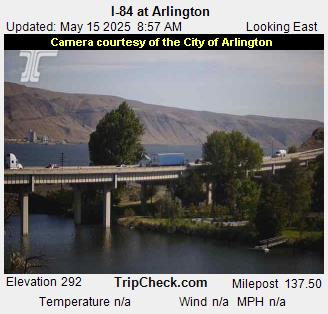 I-84 at Arlington
Updated: May 15 2025 8:57 AM Looking East
Camera courtesy of the City of Arlington
Elevation 292 TripCheck.com Milepost 137.50
Temperature n/a Wind n/a MPH n/a